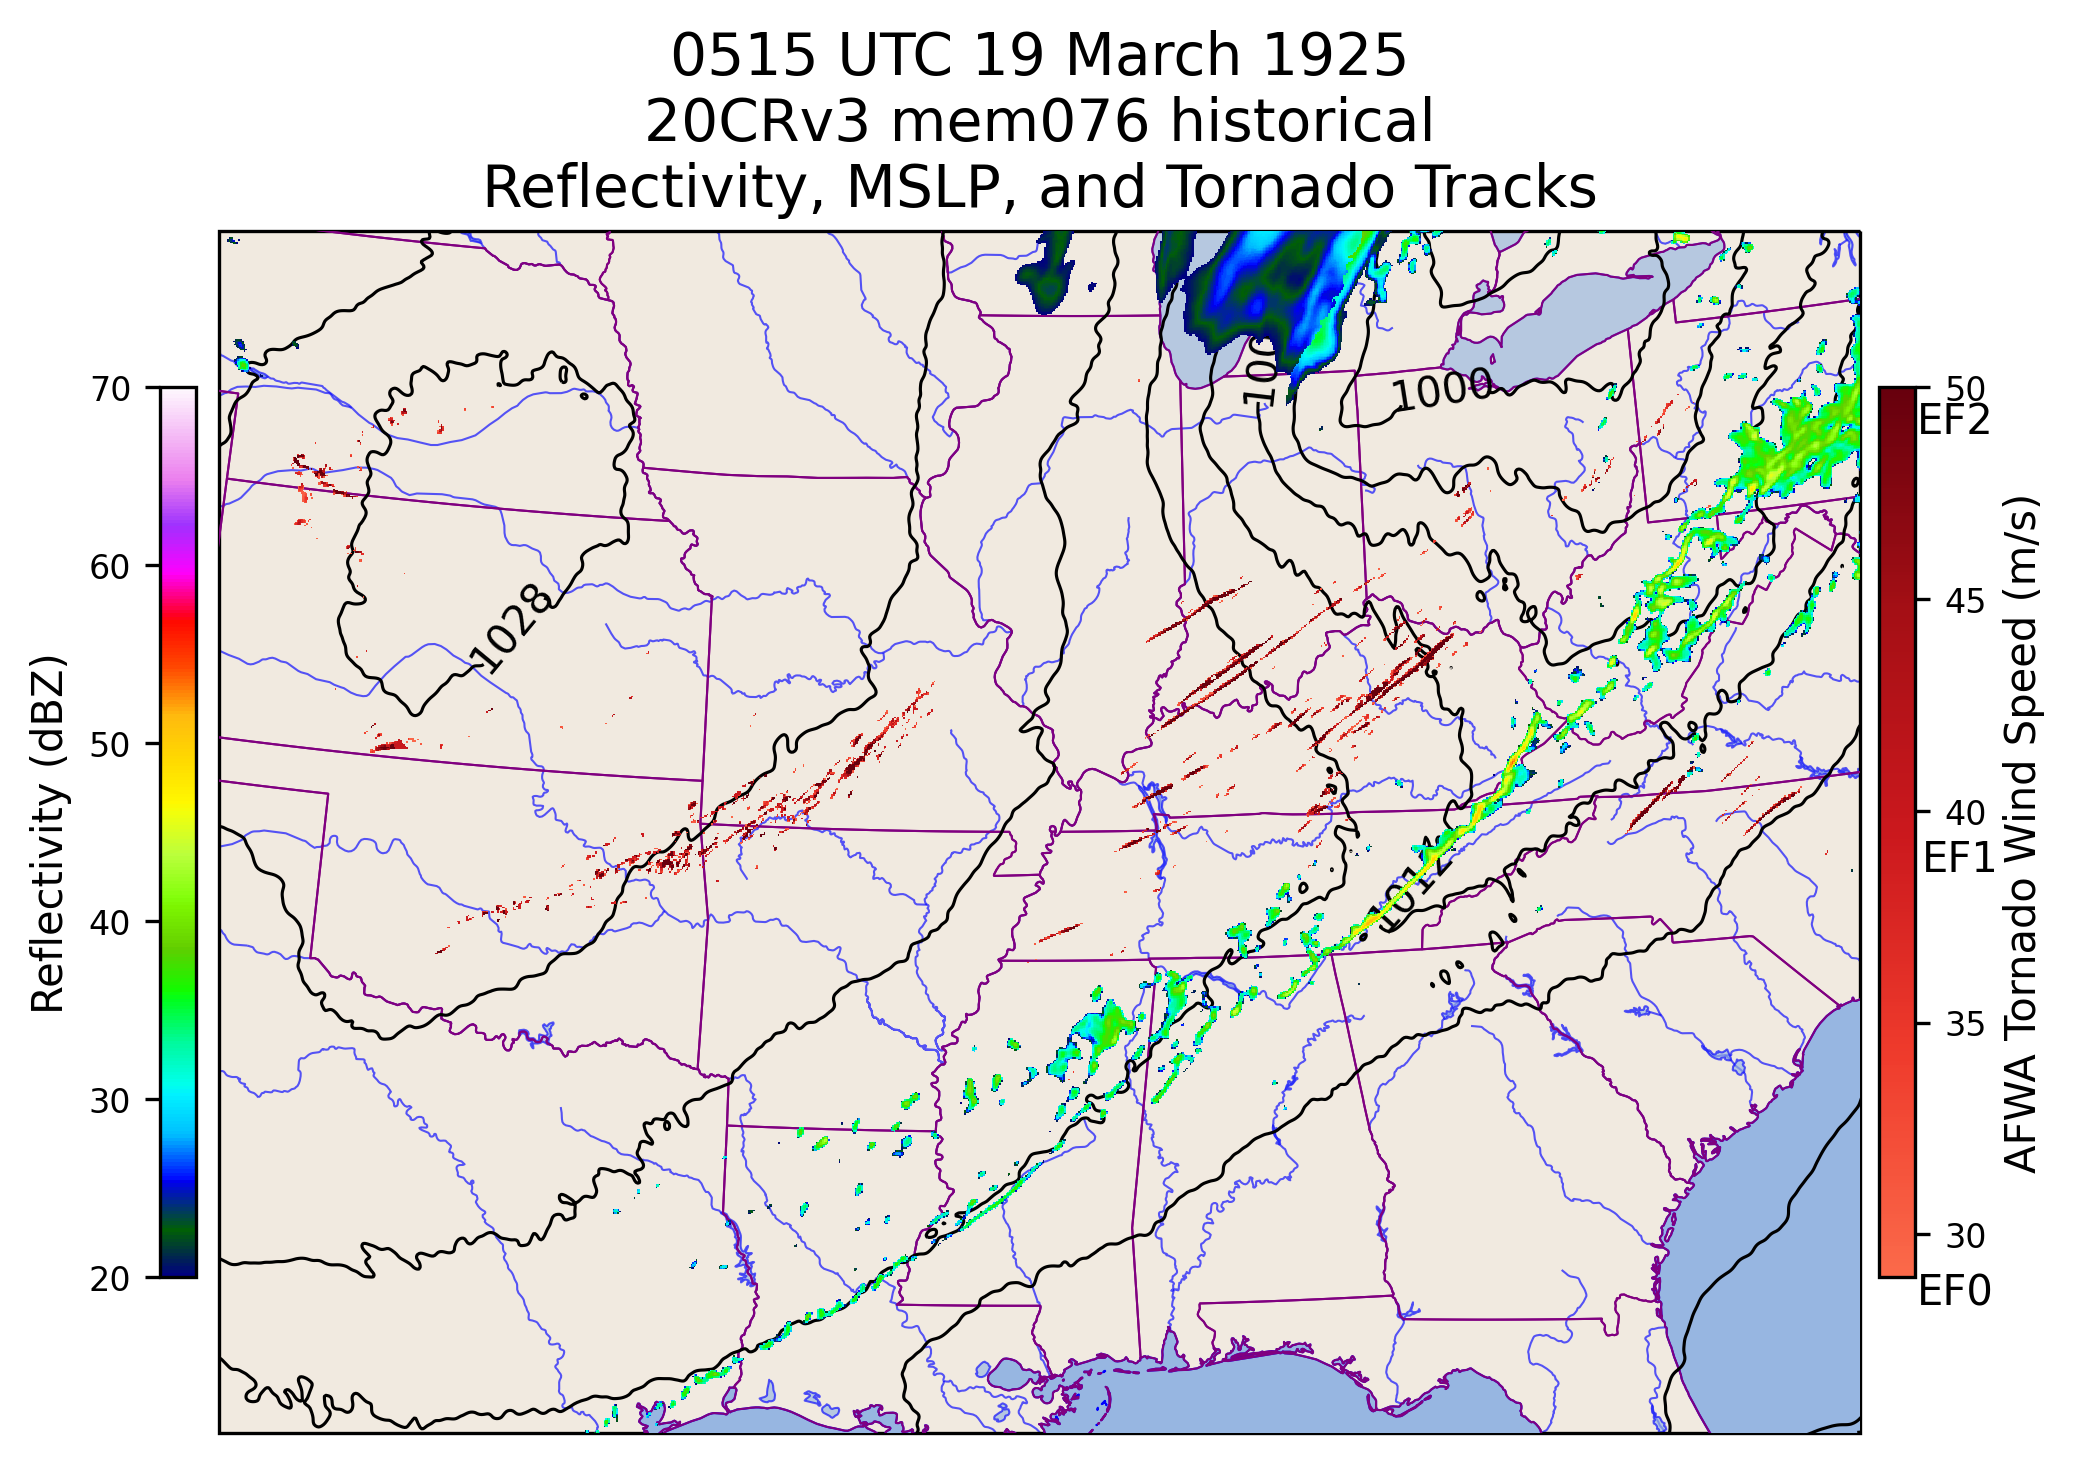 0515 UTC 19 March 1925
20CRv3 mem076 historical
Reflectivity, MSLP, and Tornado Tracks
70
60
50
40
30
20
Reflectivity (dBZ)
1028
1000
1012
50
EF2
45
40
EF1
35
30
EF0
AFWA Tornado Wind Speed (m/s)